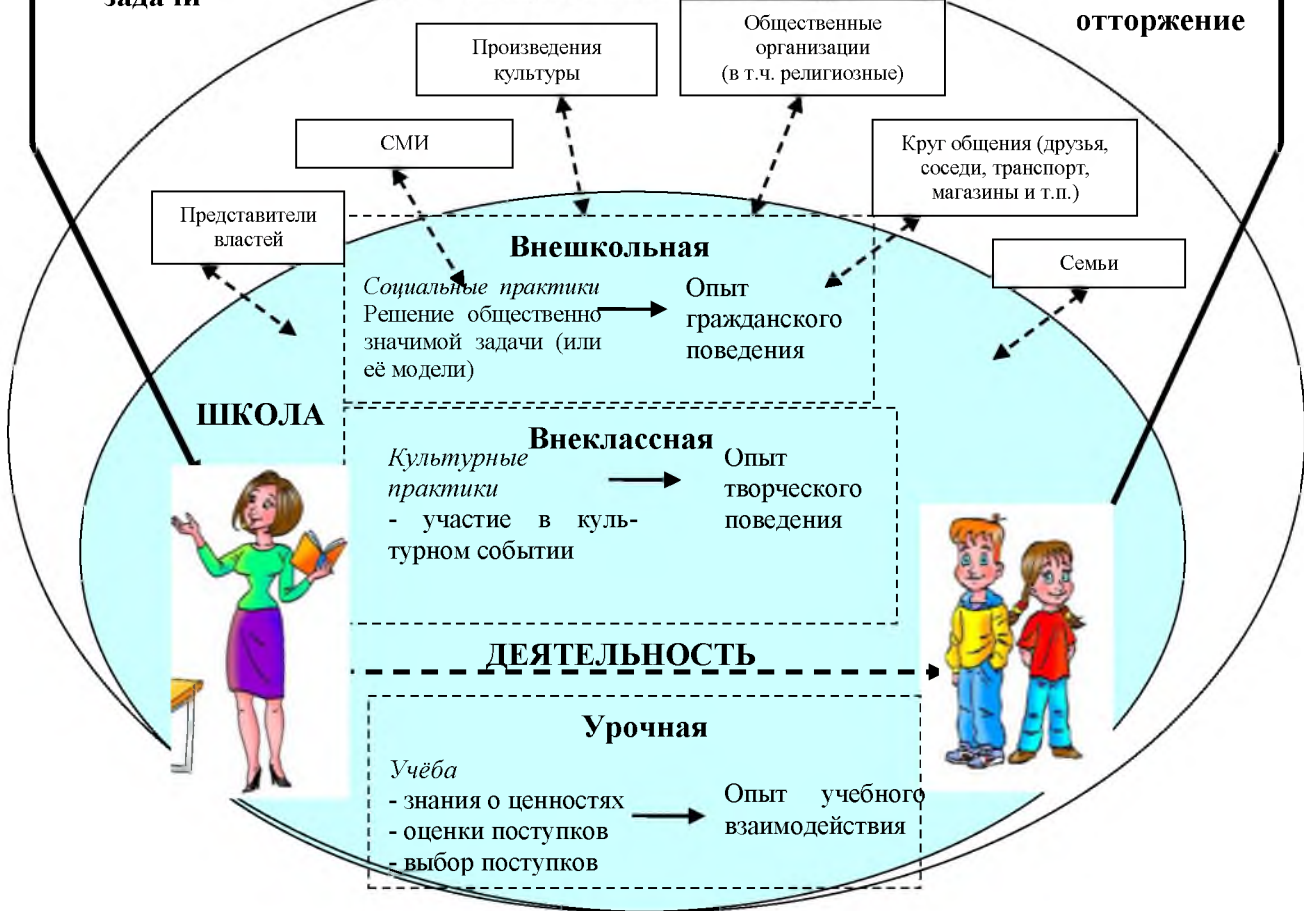 задачи
отторжение
Произведения
культуры
Общественные
организации
(в т.ч. религиозные)
СМИ
Круг общения (друзья,
соседи, транспорт,
магазины и т.п.)
Представители
властей
Семьи
Внешкольная
Социальные практики
Решение общественно
значимой задачи (или
её модели)
Опыт
гражданского
поведения
ШКОЛА
Внеклассная
Культурные
практики
- участие в куль-
турном событии
Опыт
творческого
поведения
ДЕЯТЕЛЬНОСТЬ
Урочная
Учёба
- знания о ценностях
- оценки поступков
- выбор поступков
Опыт учебного
взаимодействия